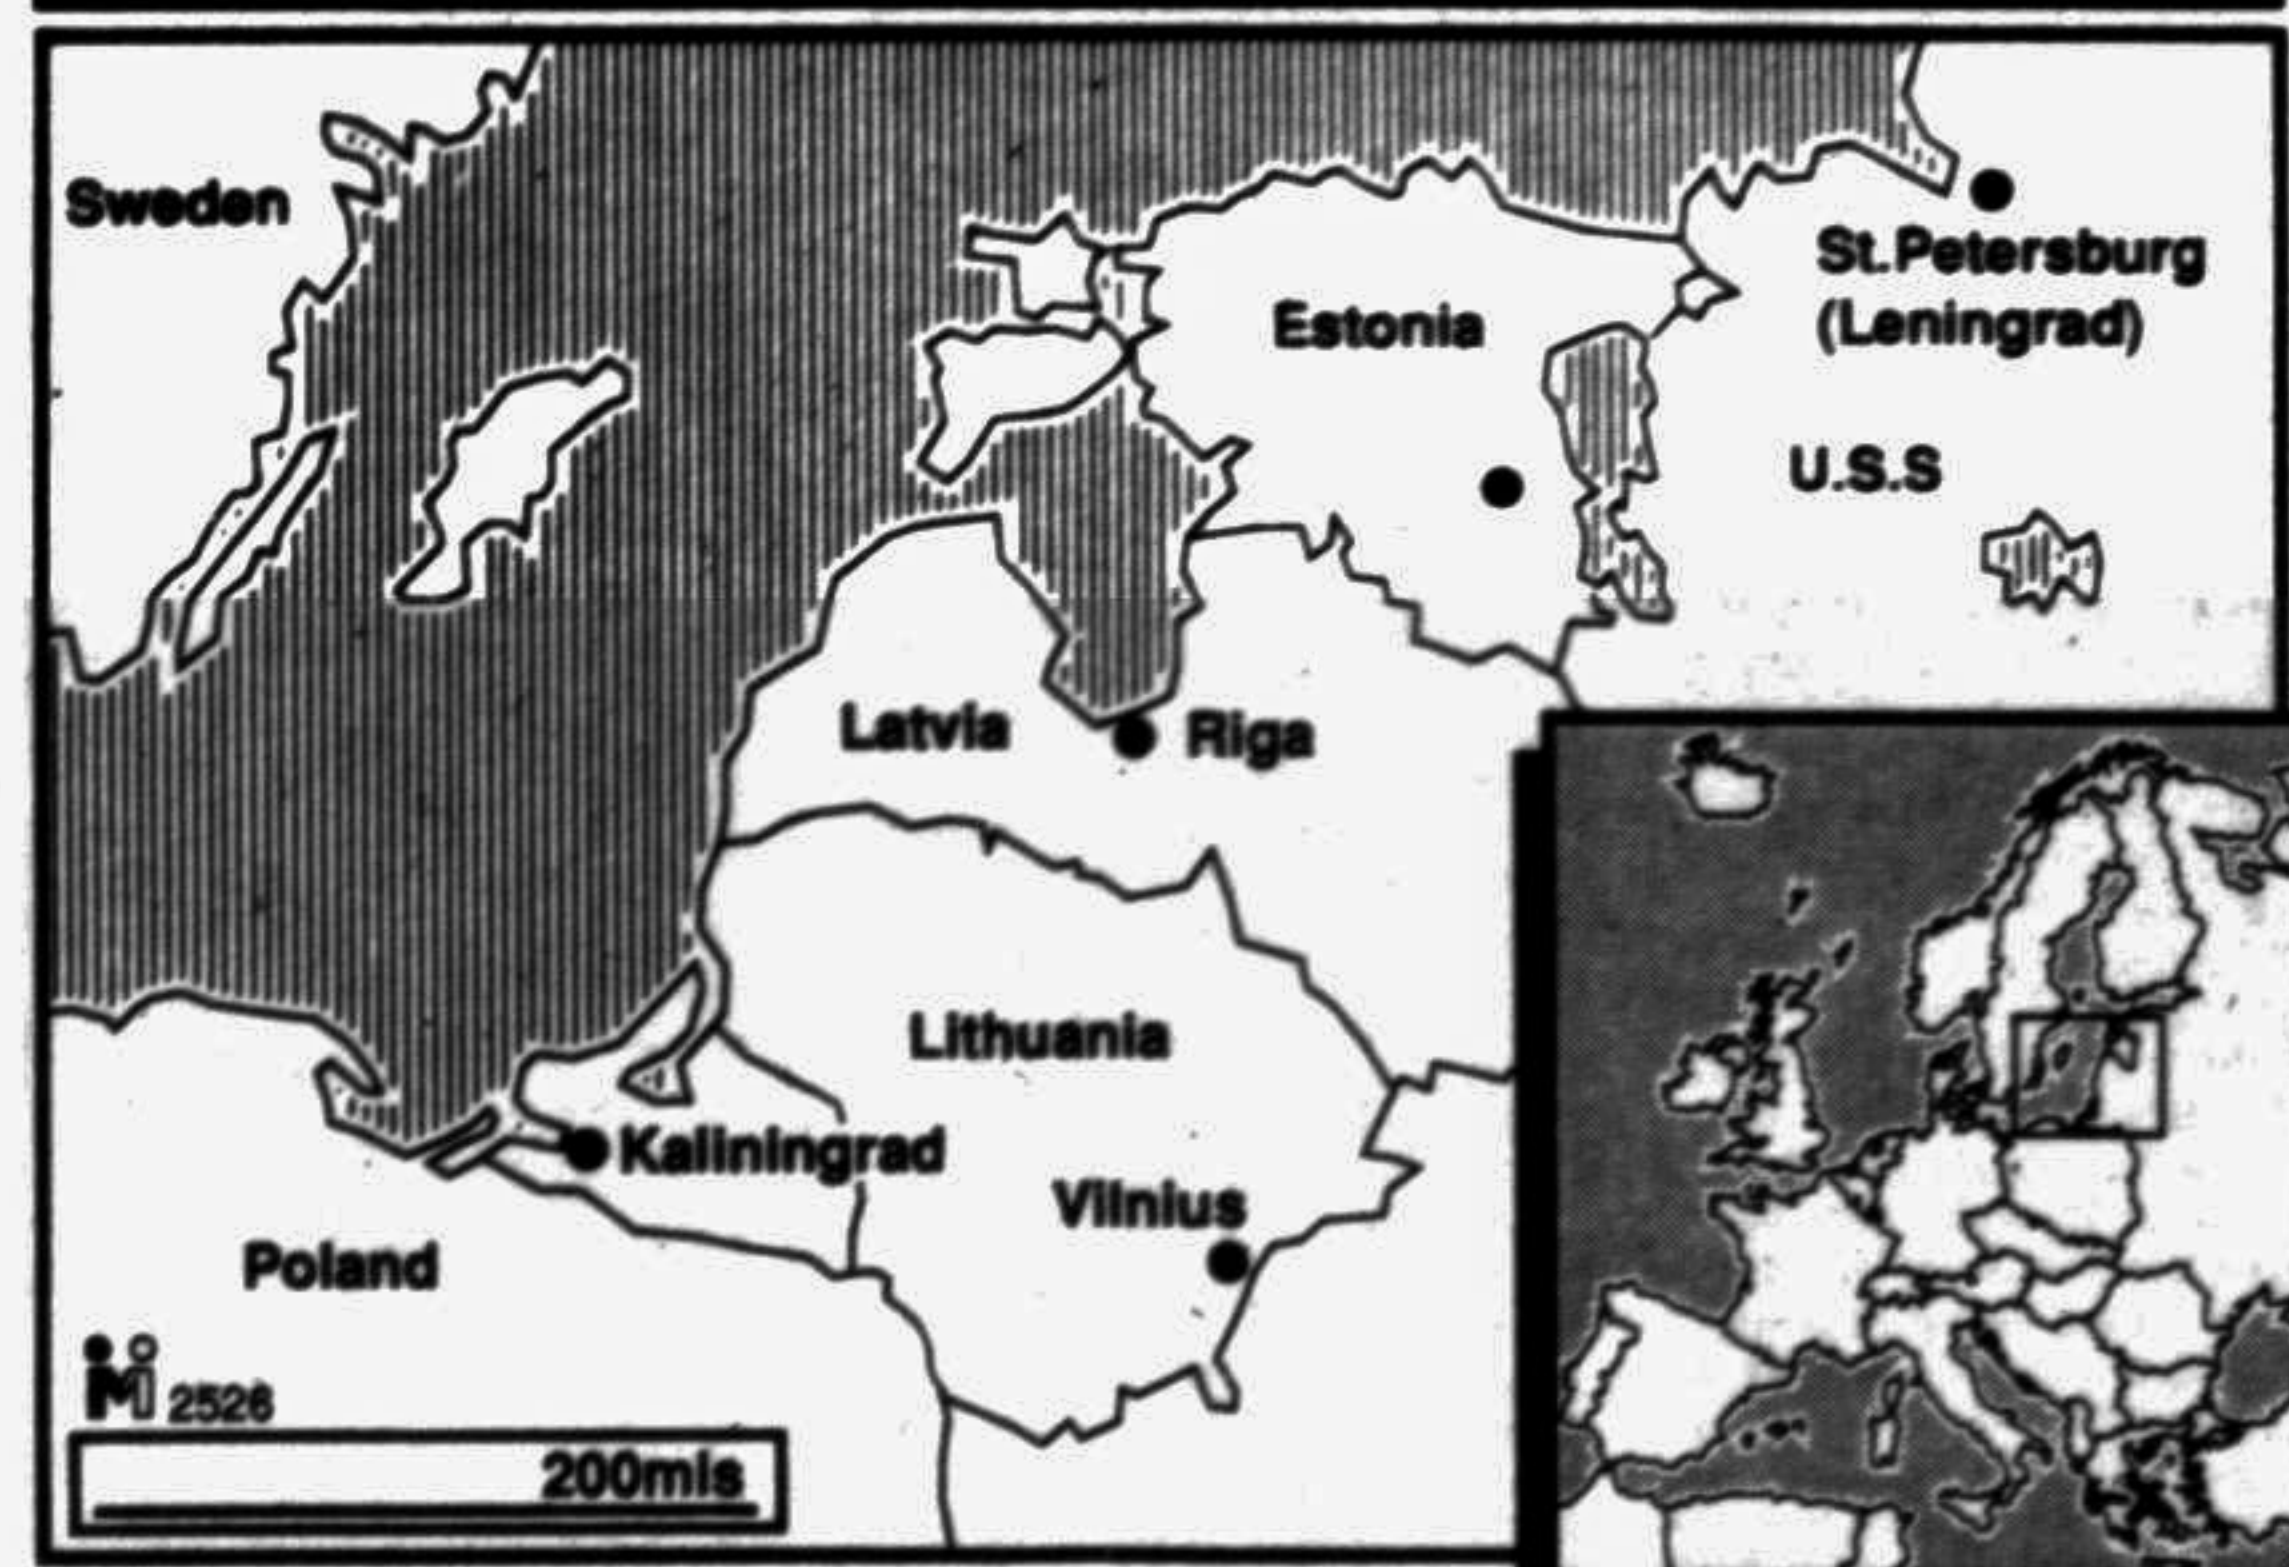 Sweden
St.Petersburg
(Leningrad)
Estonia
U.S.S
Latvia
Riga
Lithuania
Kaliningrad
Vilnius
Poland
M 2526
200mls